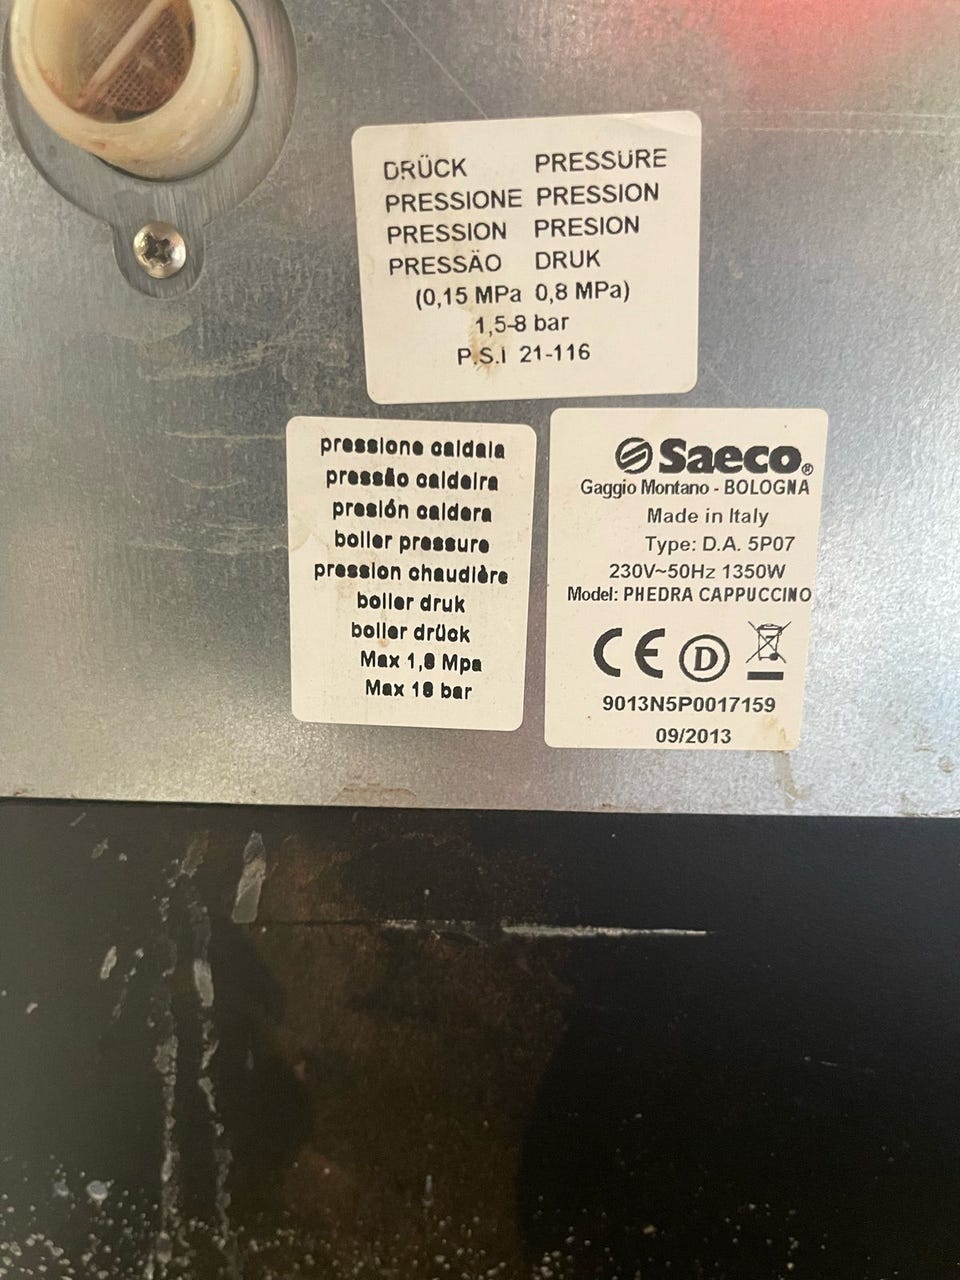 DRÜCK PRESSURE
PRESSIONE PRESSION
PRESSION PRESION
PRESSÄO DRUK
(0,15 MPa 0,8 MPa)
1,5-8 bar
P.S.I 21-116
pressione caldaia
pressão caldeira
presión caldera
boiler pressure
pression chaudière
boiler druk
boiler drück
Max 1,8 Mpa
Max 18 bar
Saeco®
Gaggio Montano - BOLOGNA
Made in Italy
Type: D.A. 5P07
230V~50Hz 1350W
Model: PHEDRA CAPPUCCINO
CE D
9013N5P0017159
09/2013